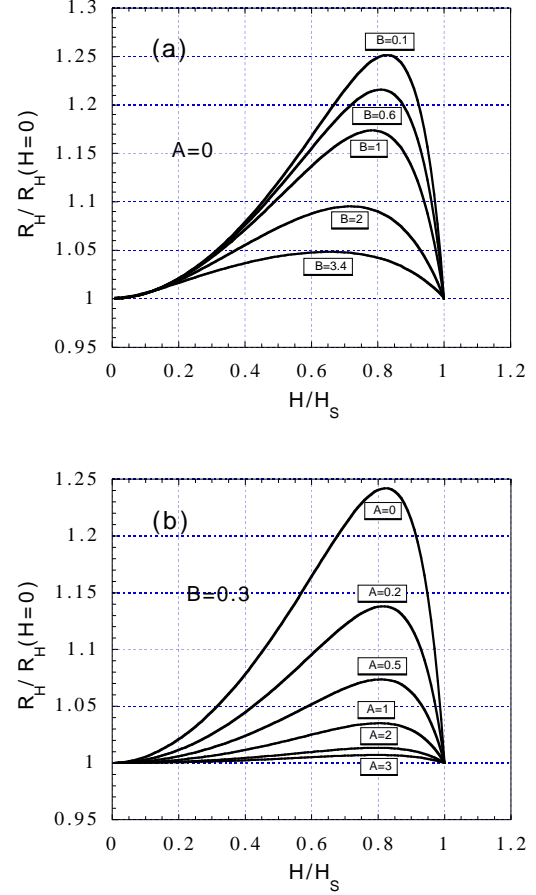 1.3
(a)
B=0.1
1.25
1.2
B=0.6
A=0
1.15
B=1
1.1
B=2
1.05
B=3.4
1
0.95
R_H/ R_H(H=0)
0 0.2 0.4 0.6 0.8 1 1.2
H/H_S
1.25
(b)
A=0
1.2
B=0.3
1.15
A=0.2
1.1
A=0.5
1.05
A=1
A=2
1
A=3
0.95
R_H/ R_H(H=0)
0 0.2 0.4 0.6 0.8 1 1.2
H/H_S